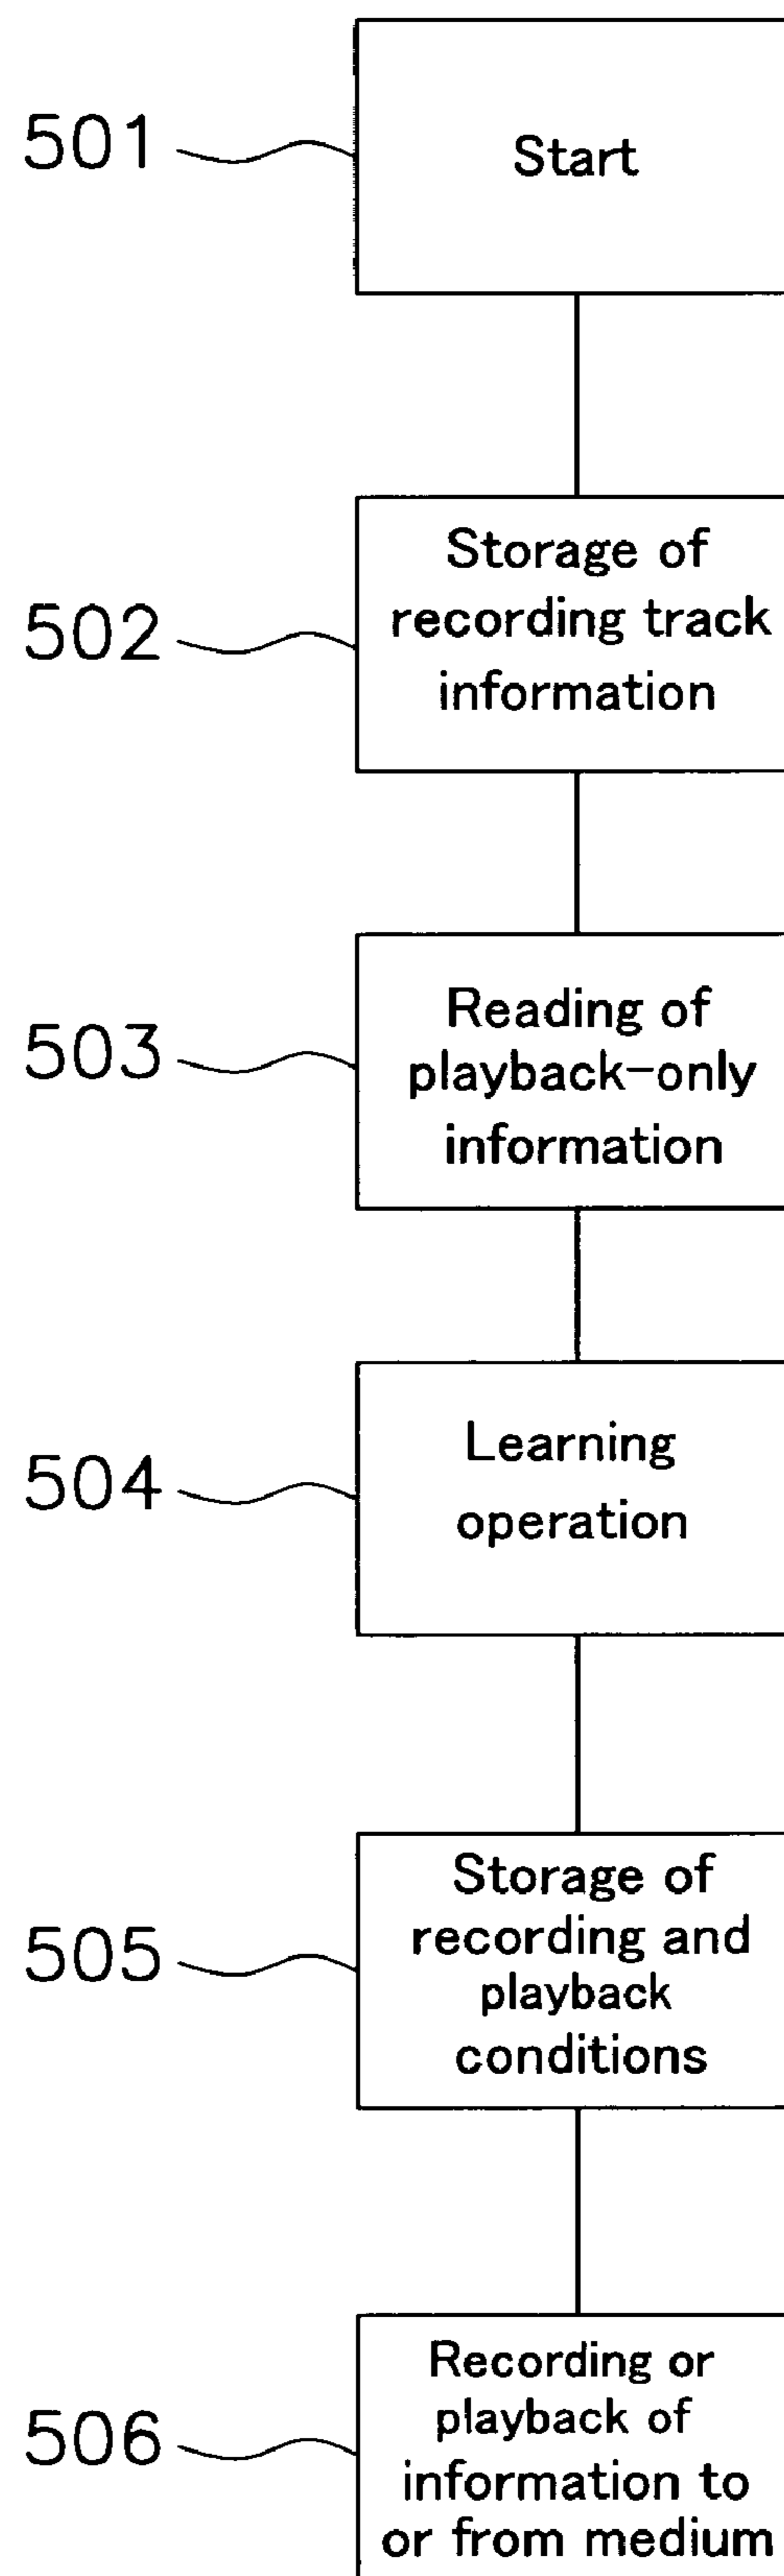 501
Start
502
Storage of
recording track
information
503
Reading of
playback-only
information
504
Learning
operation
505
Storage of
recording and
playback
conditions
506
Recording or
playback of
information to
or from medium